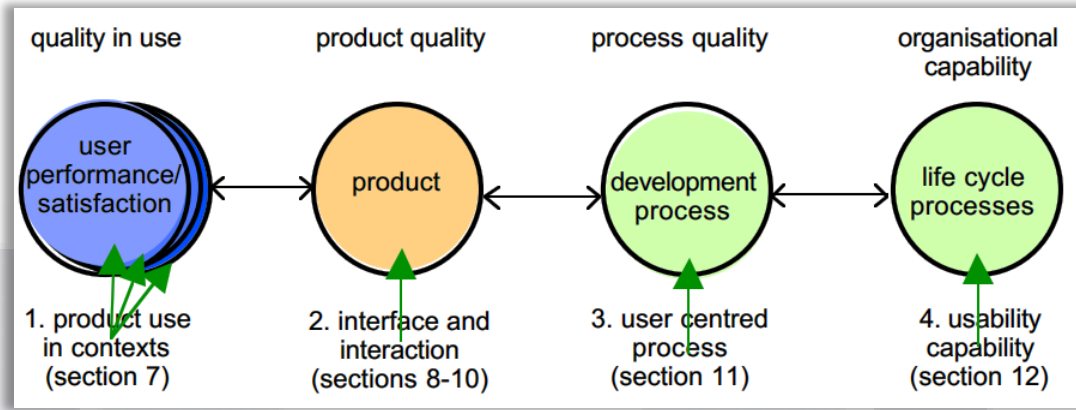 quality in use
product quality
process quality
organisational
capability
user
performance/
satisfaction
product
development
process
life cycle
processes
1. product use
in contexts
(section 7)
2. interface and
interaction
(sections 8-10)
3. user centred
process
(section 11)
4. usability
capability
(section 12)